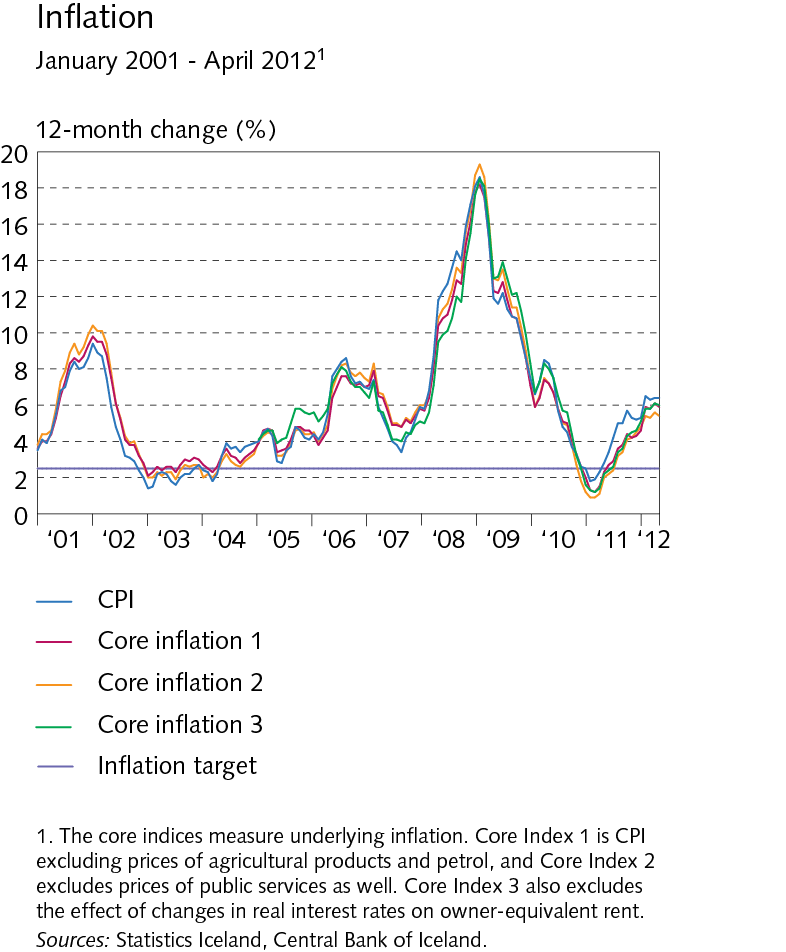 Inflation
January 2001 - April 2012¹
12-month change (%)
20
18
16
14
12
10
8
6
4
2
0
‘01 ‘02 ‘03 ‘04 ‘05 ‘06 ‘07 ‘08 ‘09 ‘10 ‘11 ‘12
CPI
Core inflation 1
Core inflation 2
Core inflation 3
Inflation target
1. The core indices measure underlying inflation. Core Index 1 is CPI
excluding prices of agricultural products and petrol, and Core Index 2
excludes prices of public services as well. Core Index 3 also excludes
the effect of changes in real interest rates on owner-equivalent rent.
Sources: Statistics Iceland, Central Bank of Iceland.